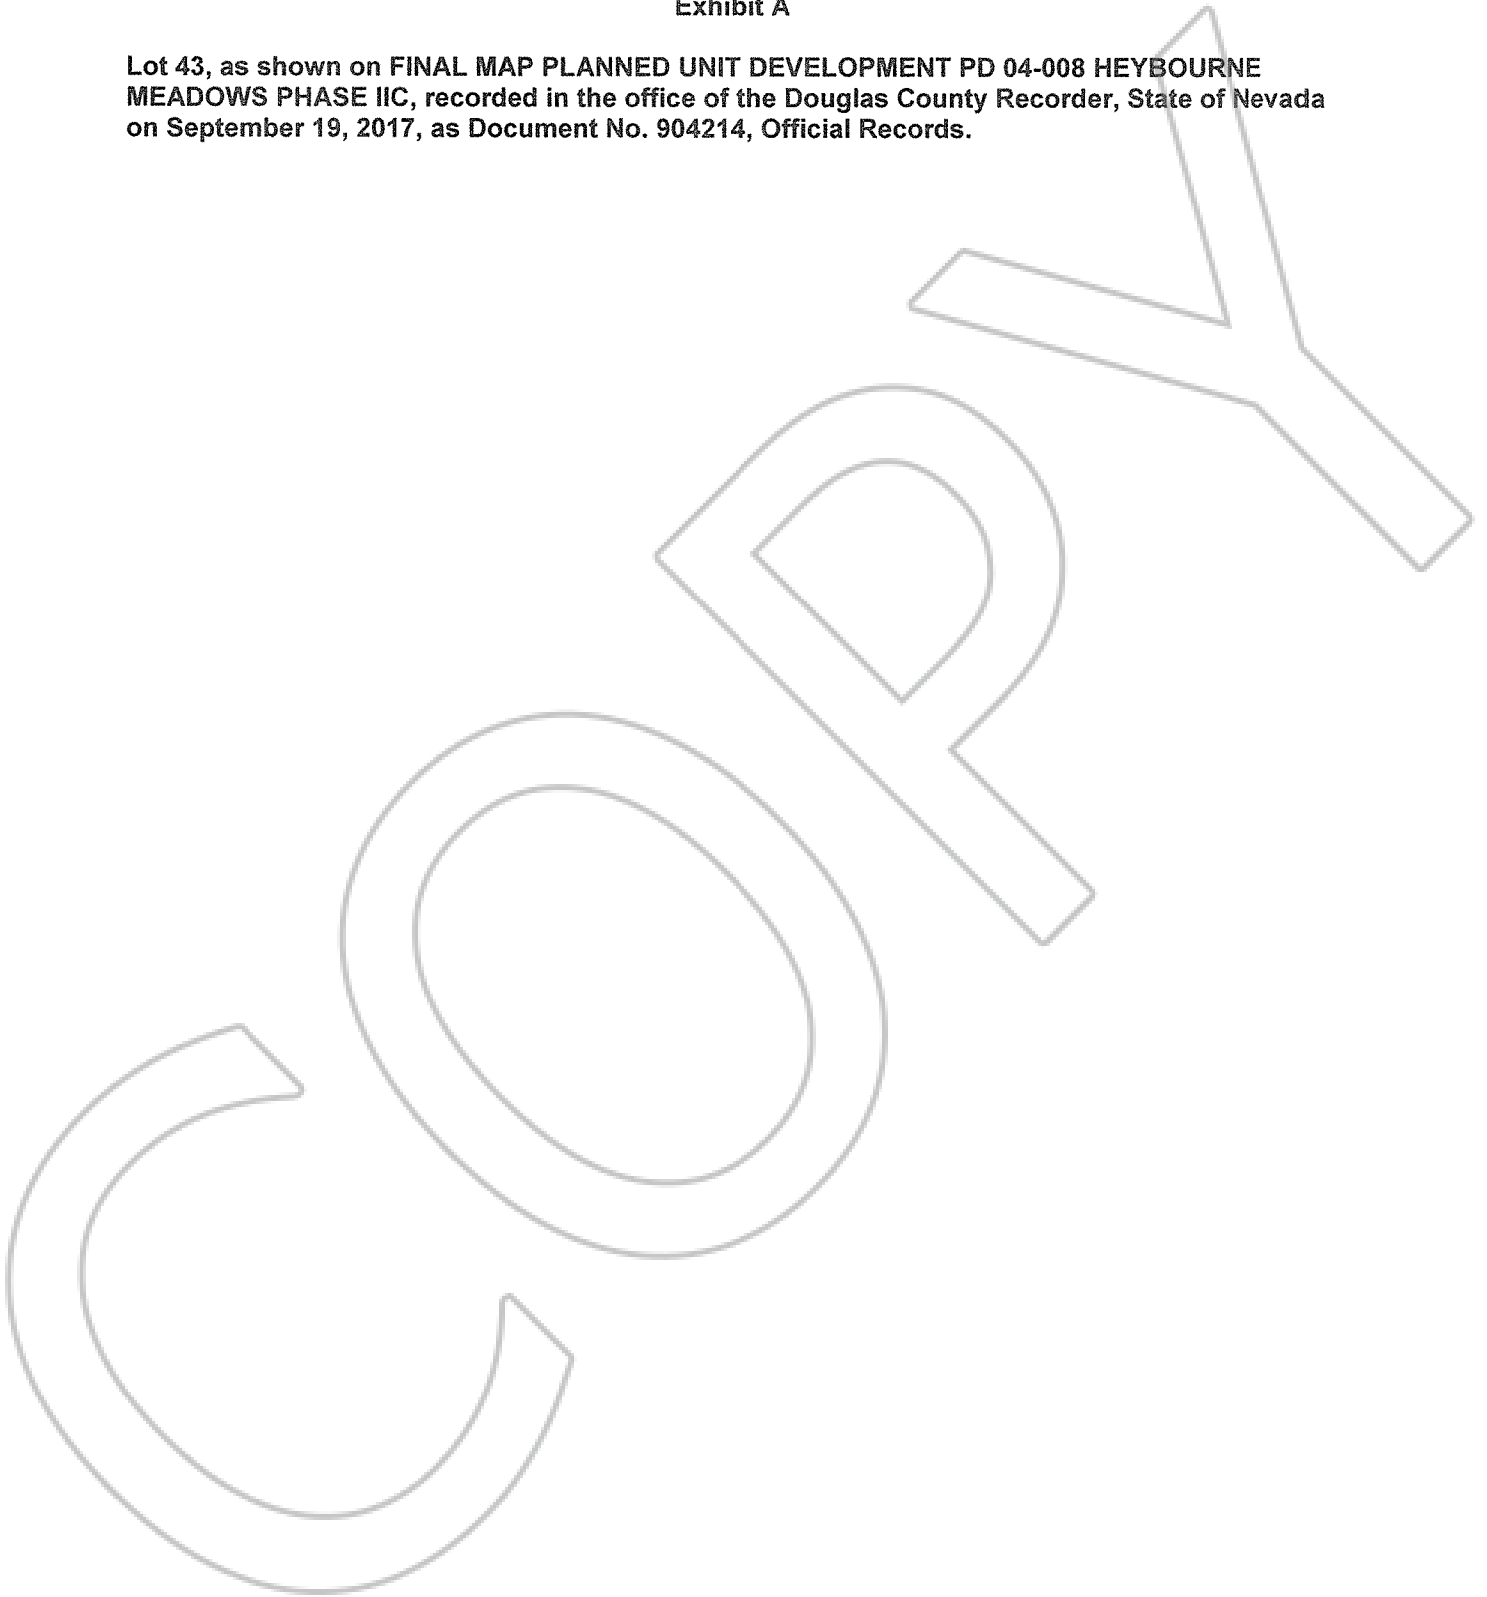 Exhibit A
Lot 43, as shown on FINAL MAP PLANNED UNIT DEVELOPMENT PD 04-008 HEYBOURNE
MEADOWS PHASE IIC, recorded in the office of the Douglas County Recorder, State of Nevada
on September 19, 2017, as Document No. 904214, Official Records.
COPY